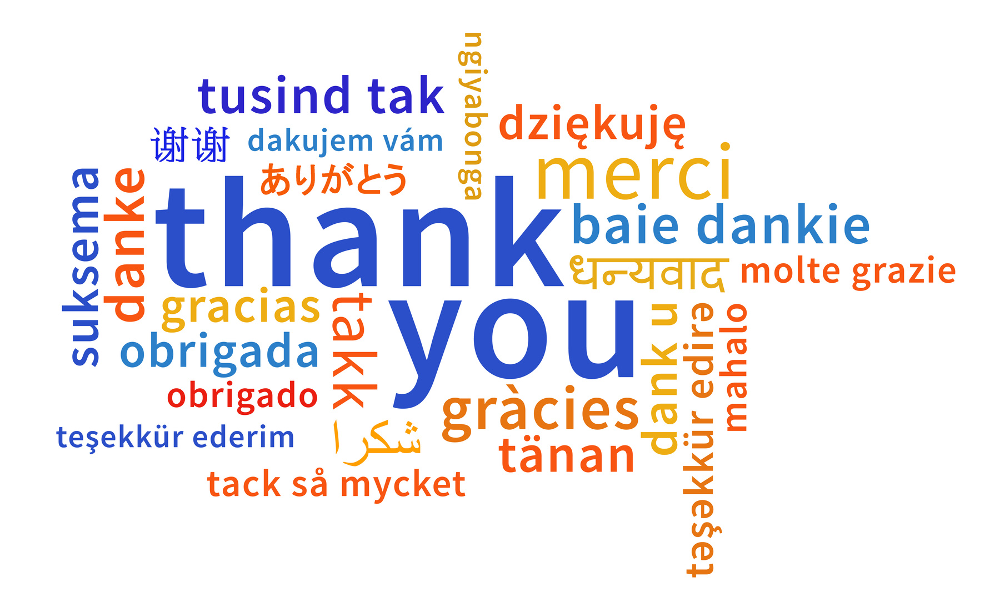 ngiyabonga
tusind tak
dziękuję
谢谢
dakujem vám
merci
ありがとう
suksema
danke
thank
baie dankie
धन्यवाद
molte grazie
gracias
takk
you
dank u
təşəkkür edirə
mahalo
obrigada
obrigado
gràcies
teşekkür ederim
شكرا
tänan
tack så mycket